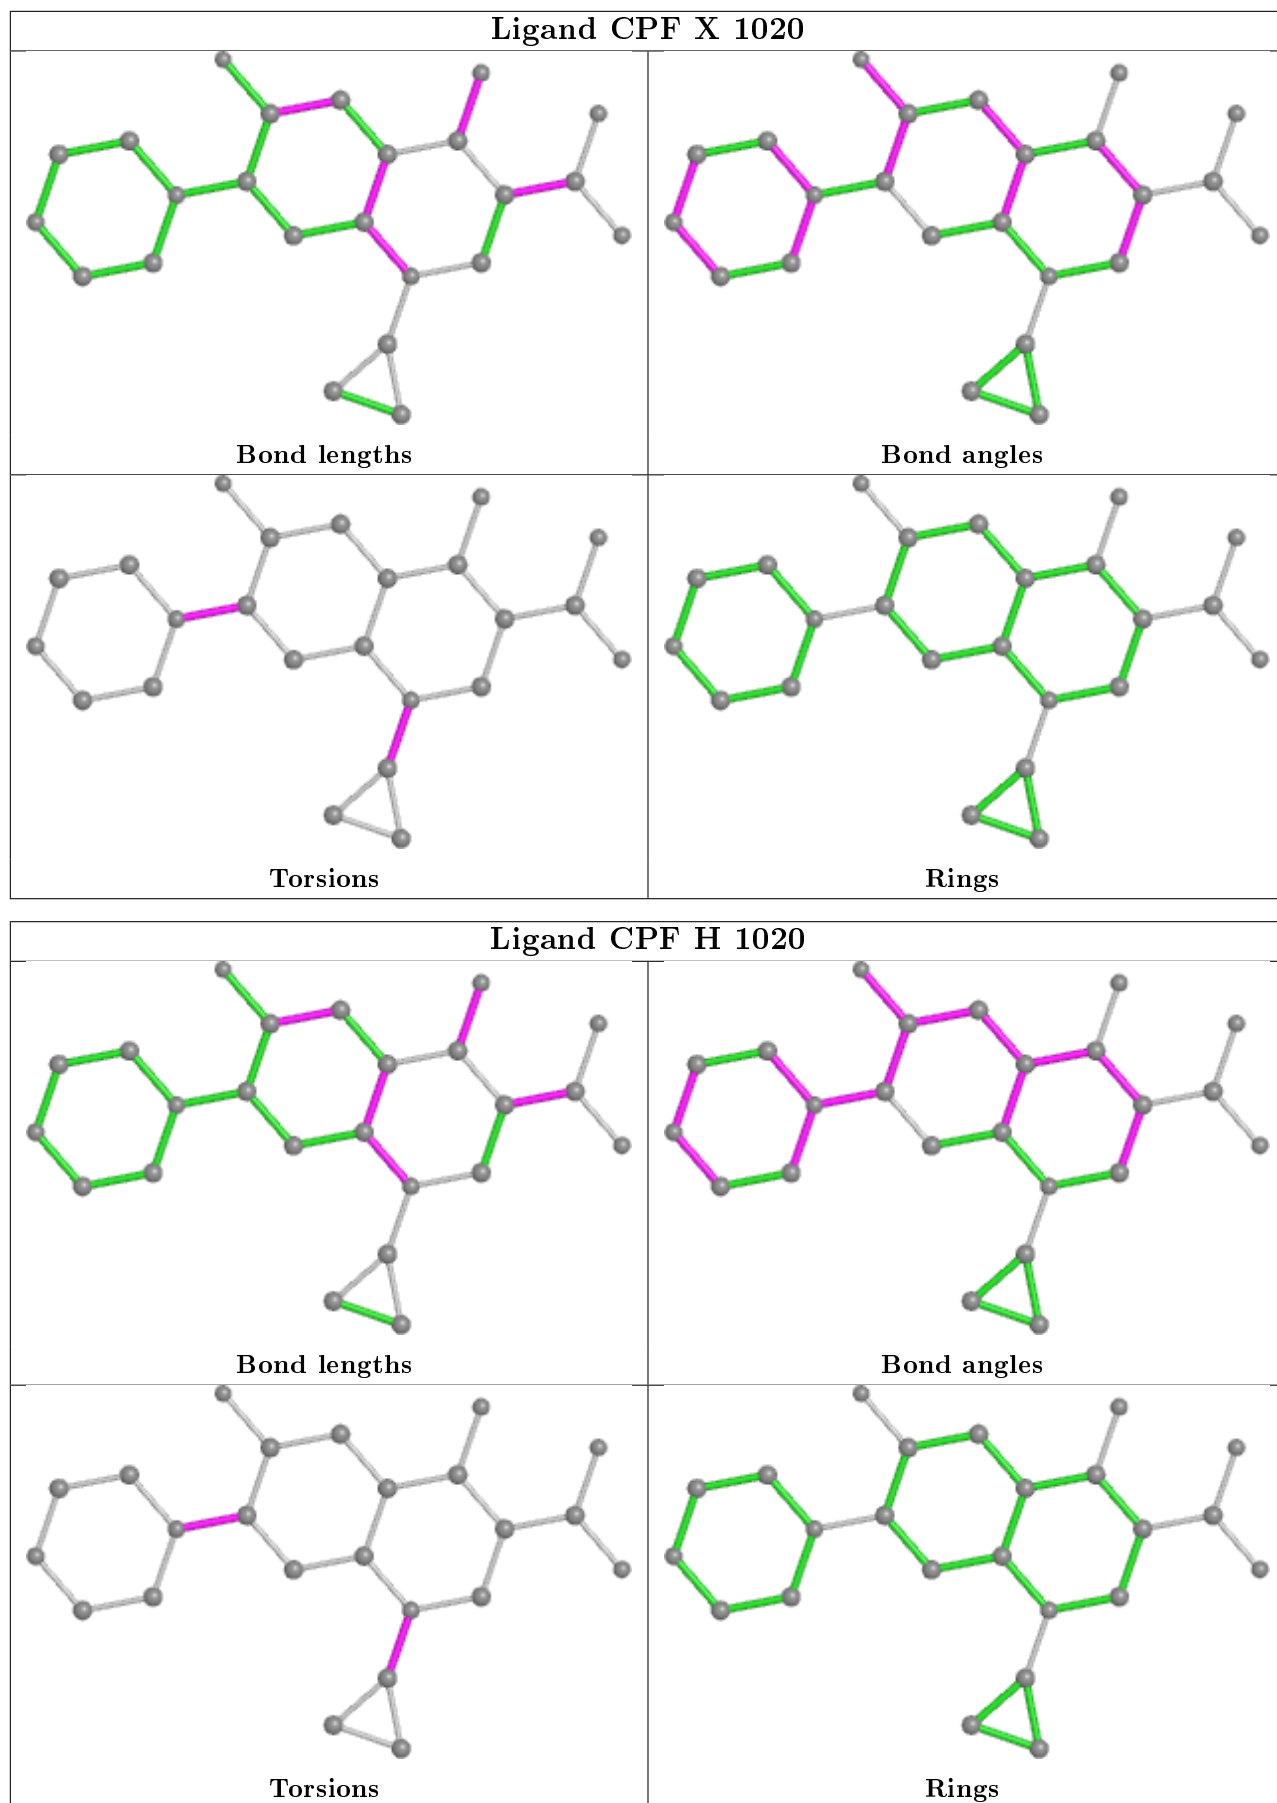 Ligand CPF X 1020
Bond lengths
Bond angles
Torsions
Rings
Ligand CPF H 1020
Bond lengths
Bond angles
Torsions
Rings